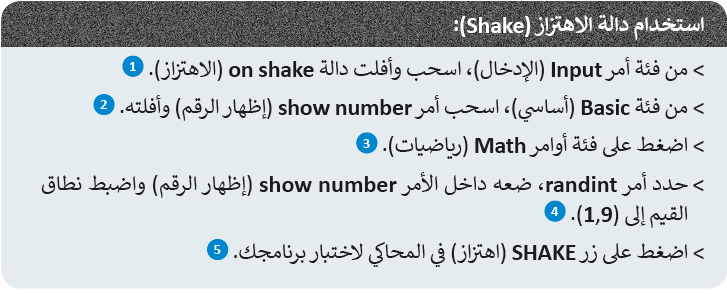 استخدام دالة الاهتزاز (Shake):
> من فئة أمر Input (الإدخال)، اسحب وأفلت دالة on shake (الاهتزاز). 1
> من فئة Basic (أساسي)، اسحب أمر show number (إظهار الرقم) وأفلته. 2
> اضغط على فئة أوامر Math (رياضيات). 3
> حدد أمر randint، ضعه داخل الأمر show number (إظهار الرقم) واضبط نطاق
القيم إلى (1,9). 4
> اضغط على زر SHAKE (اهتزاز) في المحاكي لاختبار برنامجك. 5